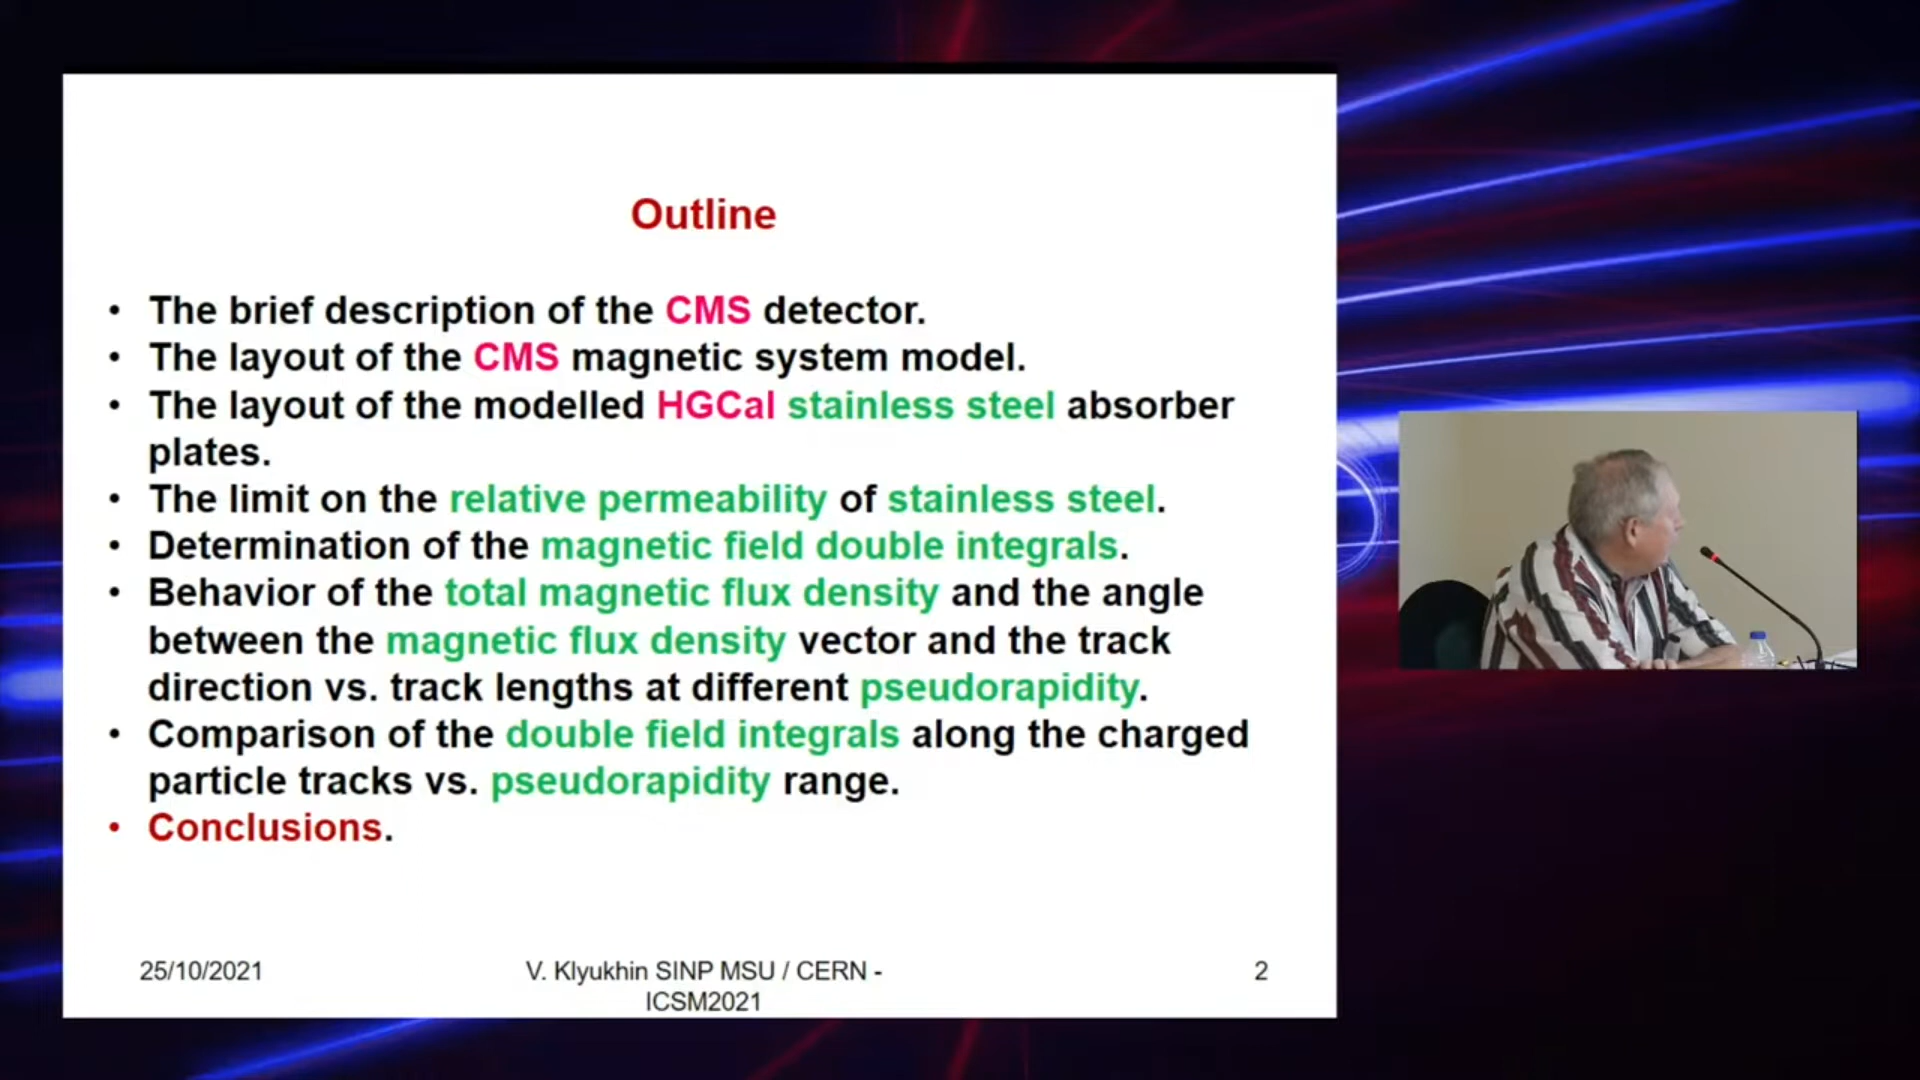 Outline
• The brief description of the CMS detector.
• The layout of the CMS magnetic system model.
• The layout of the modelled HGCal stainless steel absorber
plates.
• The limit on the relative permeability of stainless steel.
• Determination of the magnetic field double integrals.
• Behavior of the total magnetic flux density and the angle
between the magnetic flux density vector and the track
direction vs. track lengths at different pseudorapidity.
• Comparison of the double field integrals along the charged
particle tracks vs. pseudorapidity range.
• Conclusions.
25/10/2021
V. Klyukhin SINP MSU / CERN -
ICSM2021
2